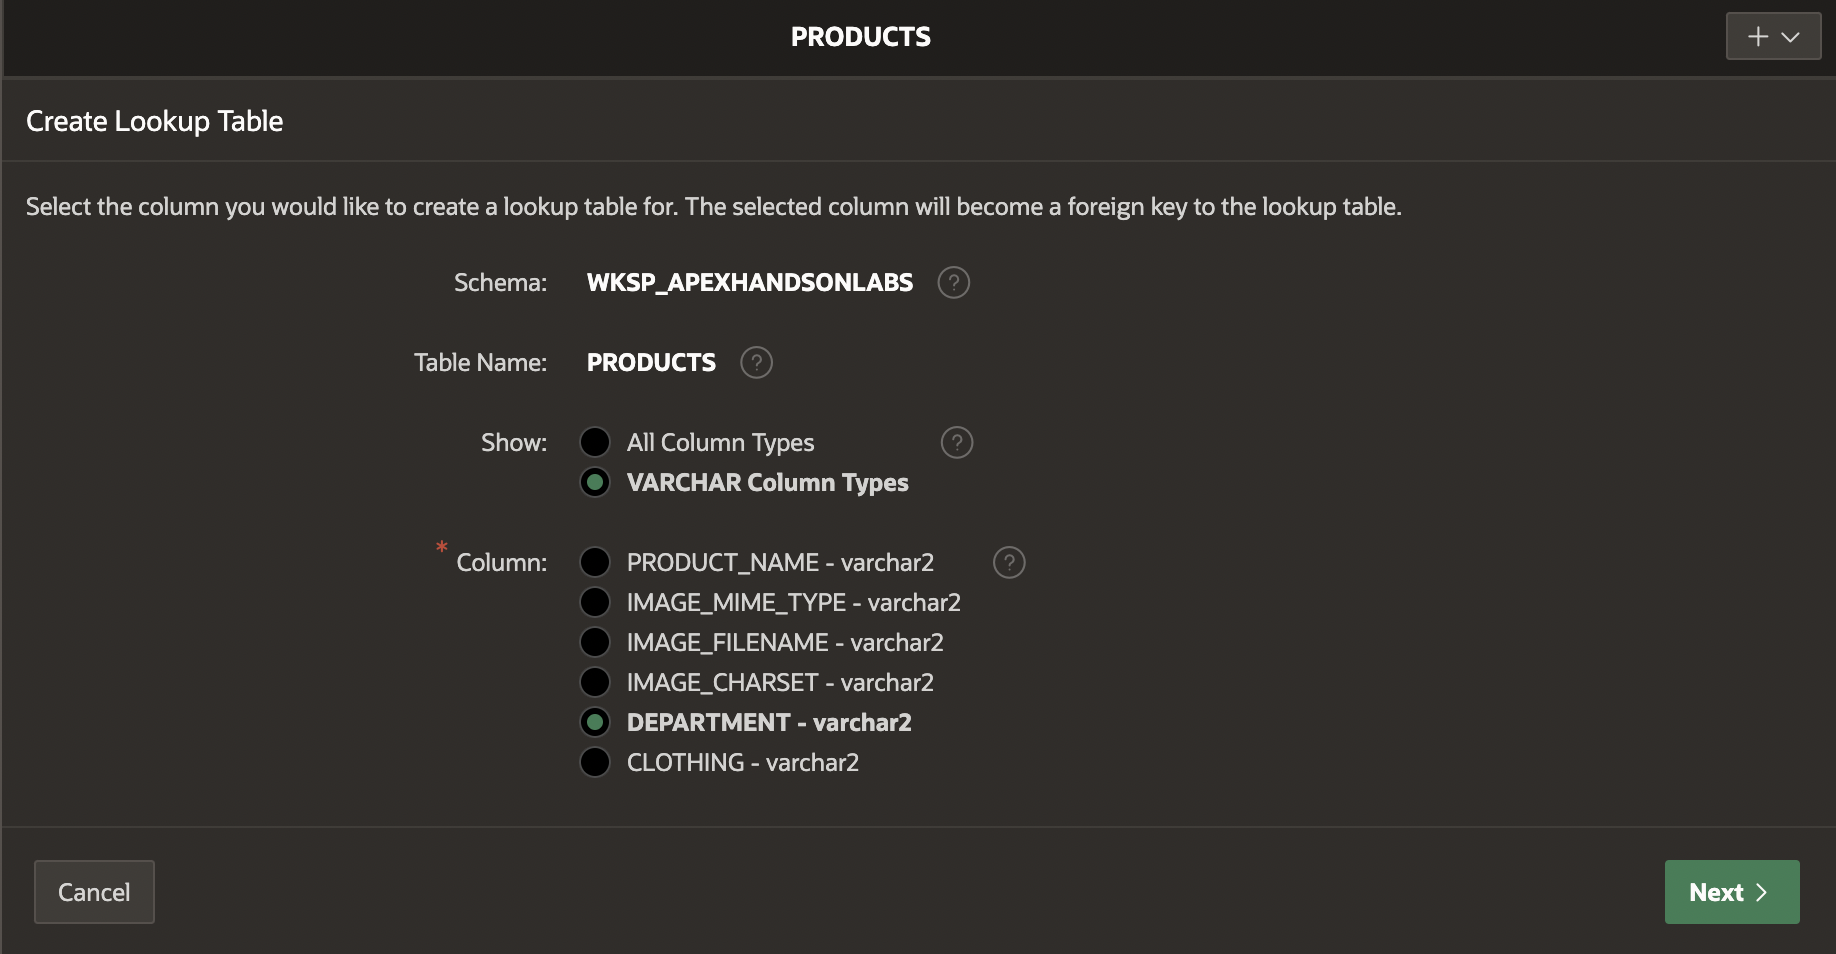 PRODUCTS
Create Lookup Table
Select the column you would like to create a lookup table for. The selected column will become a foreign key to the lookup table.
Schema: WKSP_APEXHANDSONLABS ?
Table Name: PRODUCTS ?
Show: All Column Types ?
VARCHAR Column Types
* Column: PRODUCT_NAME - varchar2 ?
IMAGE_MIME_TYPE - varchar2
IMAGE_FILENAME - varchar2
IMAGE_CHARSET - varchar2
DEPARTMENT - varchar2
CLOTHING - varchar2
Cancel Next